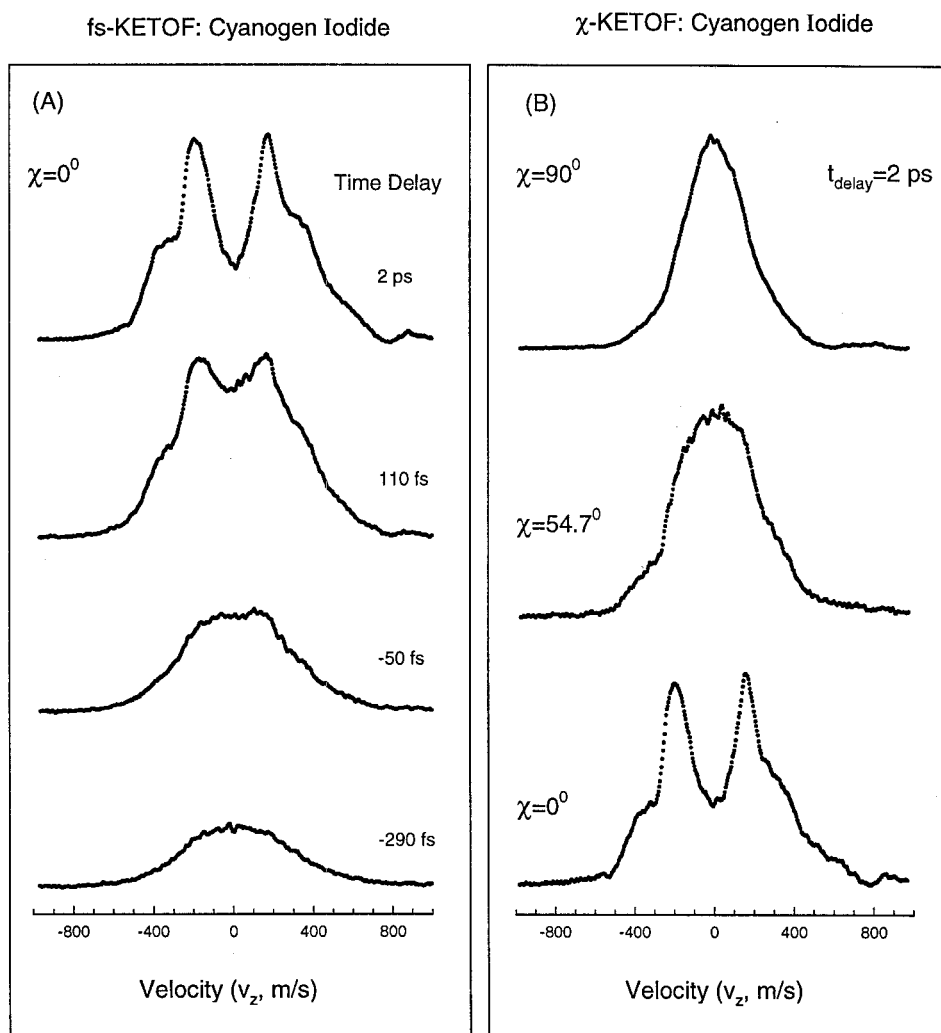 fs-KETOF: Cyanogen Iodide
(A)
χ=0⁰
Time Delay
2 ps
110 fs
-50 fs
-290 fs
-800 -400 0 400 800
Velocity (v_z, m/s)
χ-KETOF: Cyanogen Iodide
(B)
χ=90⁰
t_delay=2 ps
χ=54.7⁰
χ=0⁰
-800 -400 0 400 800
Velocity (v_z, m/s)